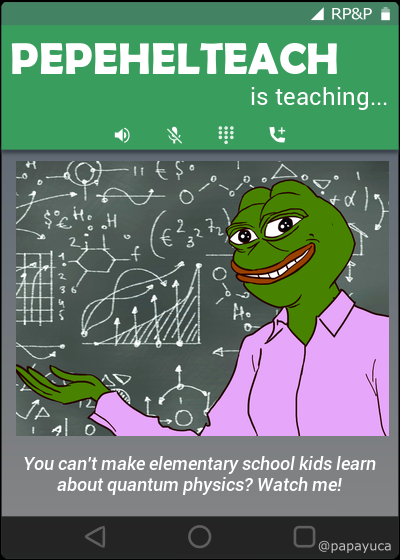 RP&P
PEPEHELTEACH
is teaching...
You can't make elementary school kids learn
about quantum physics? Watch me!
@papayuca